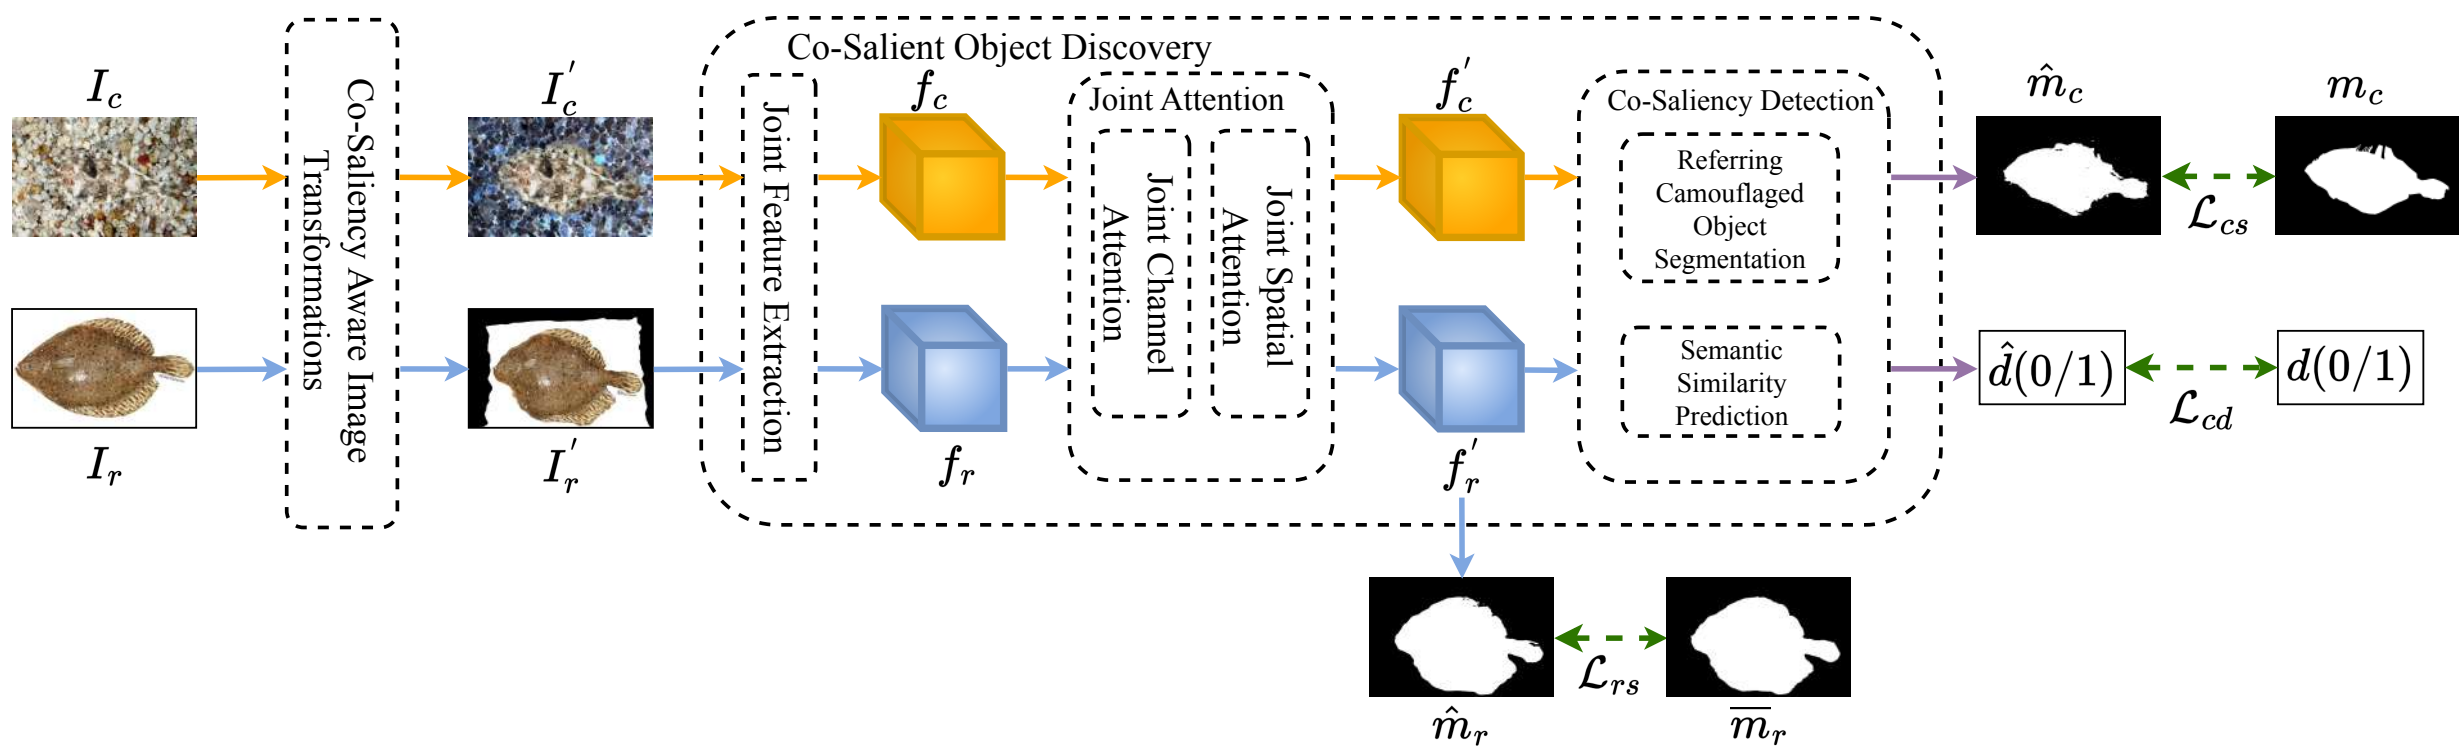 Co-Salient Object Discovery
I_c
I_c'
f_c
f_c'
m̂_c
m_c
Co-Saliency Aware Image
Transformations
Joint Feature Extraction
Joint Attention
Joint Channel
Attention
Joint Spatial
Attention
Co-Saliency Detection
Referring
Camouflaged
Object
Segmentation
Semantic
Similarity
Prediction
ℒ_cs
d̂(0/1)
d(0/1)
ℒ_cd
I_r
I_r'
f_r
f_r'
ℒ_rs
m̂_r
m̅_r